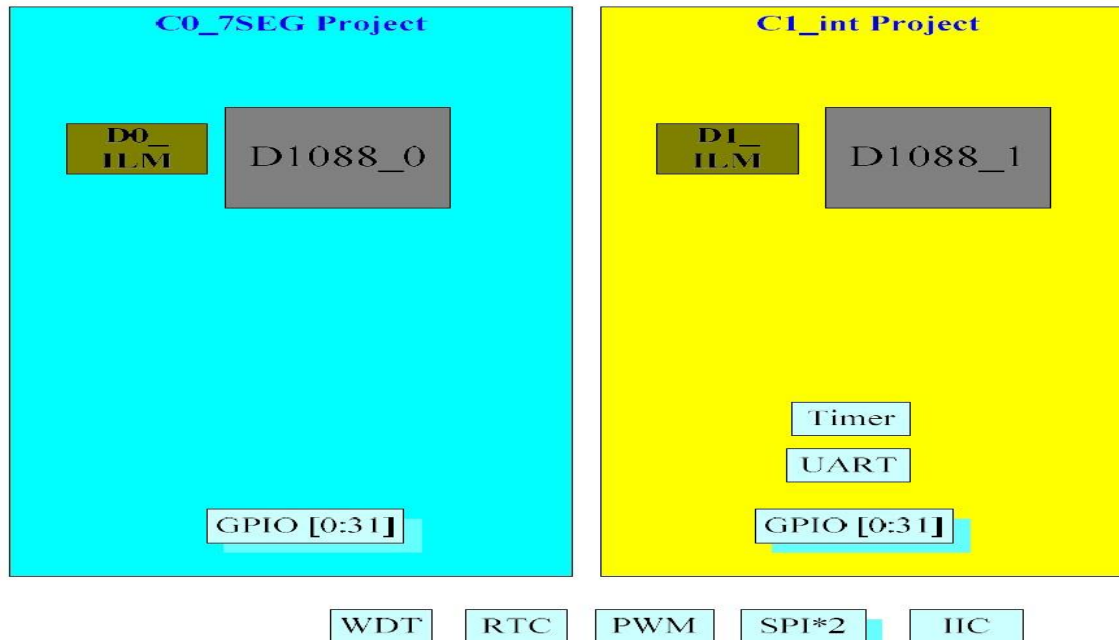 C0_7SEG Project
D0_
ILM
D1088_0
GPIO [0:31]
C1_int Project
D1_
ILM
D1088_1
Timer
UART
GPIO [0:31]
WDT
RTC
PWM
SPI*2
IIC